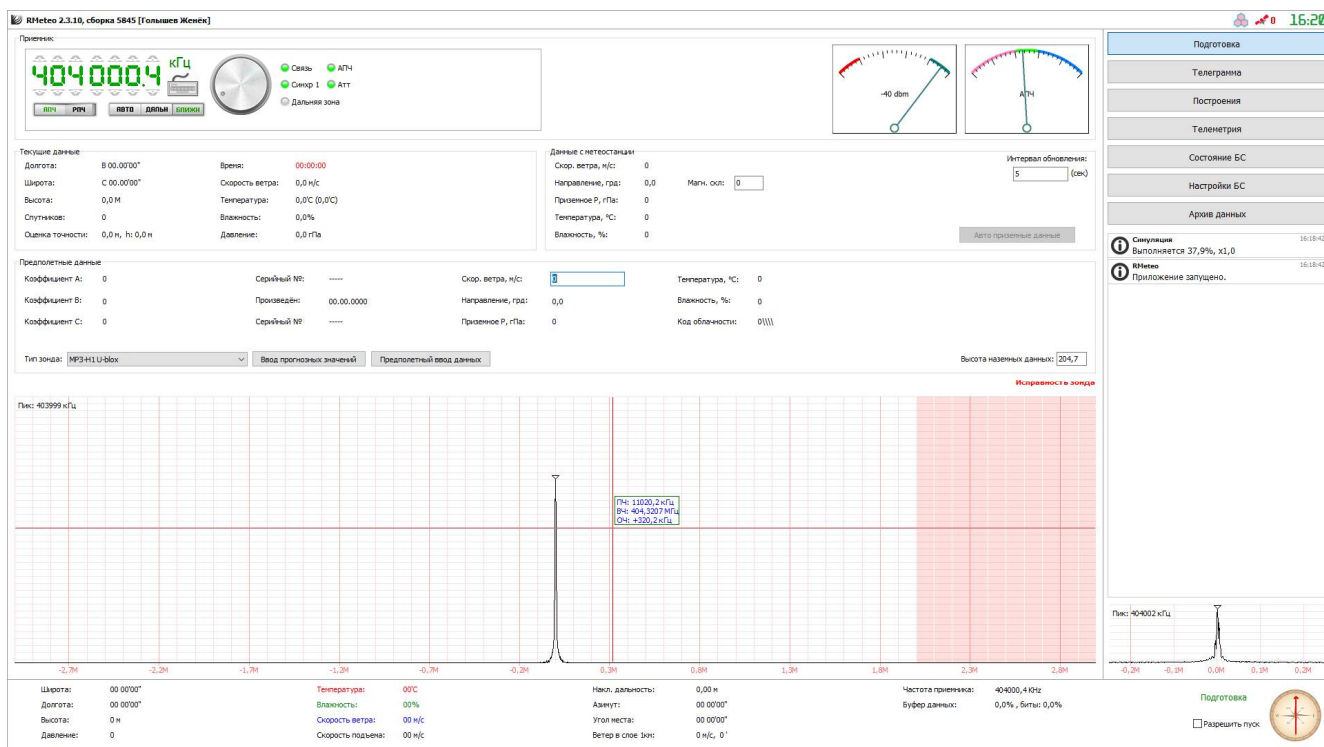 RMeteo 2.3.10, сборка 5845 [Голышев Женёк]
0
16:20
Приемник
404000.4 кГц
АПЧ РПЧ АВТО ДАЛЬН БЛИЖН
Связь АПЧ
Синхр 1 Атт
Дальняя зона
-40 dbm
АПЧ
Подготовка
Телеграмма
Построения
Телеметрия
Состояние БС
Настройки БС
Архив данных
Симуляция 16:18:42
Выполняется 37,9%, x1,0
RMeteo 16:18:42
Приложение запущено.
Текущие данные
Долгота: В 00.00'00" Время: 00:00:00
Широта: С 00.00'00" Скорость ветра: 0,0 м/с
Высота: 0,0 М Температура: 0,0'С (0,0'С)
Спутников: 0 Влажность: 0,0%
Оценка точности: 0,0 м, h: 0,0 м Давление: 0,0 гПа
Данные с метеостанции
Скор. ветра, м/с: 0
Направление, грд: 0,0 Магн. скл: 0
Приземное Р, гПа: 0
Температура, °С: 0
Влажность, %: 0
Интервал обновления:
5 (сек)
Авто приземные данные
Предполетные данные
Коэффициент А: 0 Серийный №: ----- Скор. ветра, м/с: 0 Температура, °С: 0
Коэффициент В: 0 Произведён: 00.00.0000 Направление, грд: 0,0 Влажность, %: 0
Коэффициент С: 0 Серийный №: ----- Приземное Р, гПа: 0 Код облачности: 0\\\\
Тип зонда: МРЗ-Н1 U-blox Ввод прогнозных значений Предполетный ввод данных Высота наземных данных: 204,7
Исправность зонда
Пик: 403999 кГц
ПЧ: 11020,2 кГц
ВЧ: 404,3207 МГц
ОЧ: +320,2 кГц
-2,7M -2,2M -1,7M -1,2M -0,7M -0,2M 0,3M 0,8M 1,3M 1,8M 2,3M 2,8M
Пик: 404002 кГц
-0,2M -0,1M 0,0M 0,1M 0,2M
Широта: 00 00'00" Температура: 00'С Накл. дальность: 0,00 м Частота приемника: 404000,4 KHz
Долгота: 00 00'00" Влажность: 00% Азимут: 00 00'00" Буфер данных: 0,0% , биты: 0,0%
Высота: 0 м Скорость ветра: 00 м/с Угол места: 00 00'00"
Давление: 0 Скорость подъема: 00 м/с Ветер в слое 1км: 0 м/с, 0 '
Подготовка
Разрешить пуск